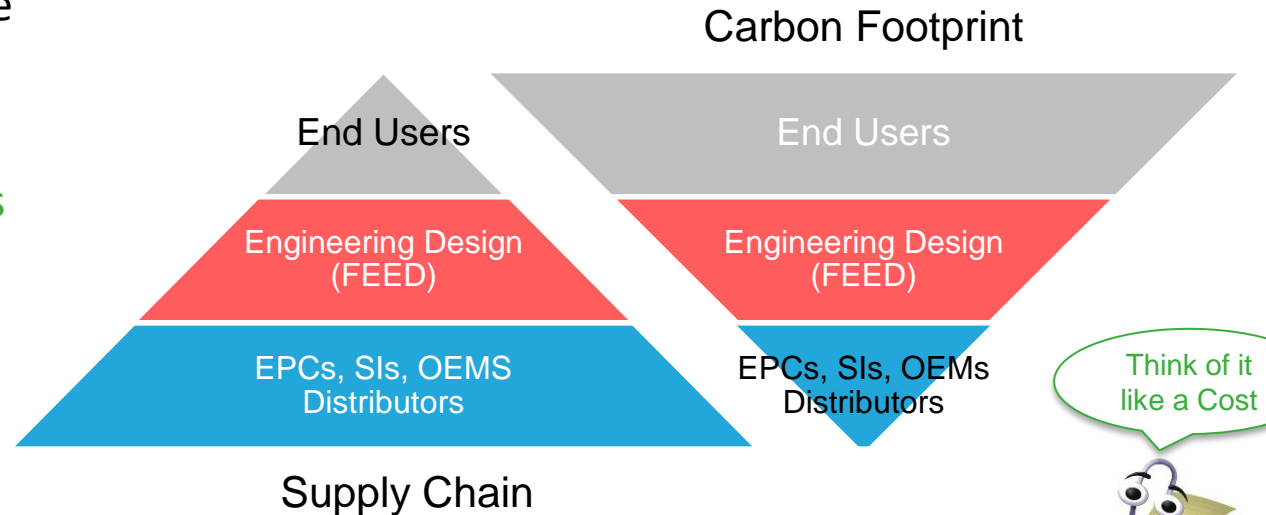 e
s
Carbon Footprint
End Users
Engineering Design
(FEED)
EPCs, SIs, OEMS
Distributors
Supply Chain
End Users
Engineering Design
(FEED)
EPCs, SIs, OEMs
Distributors
Think of it
like a Cost